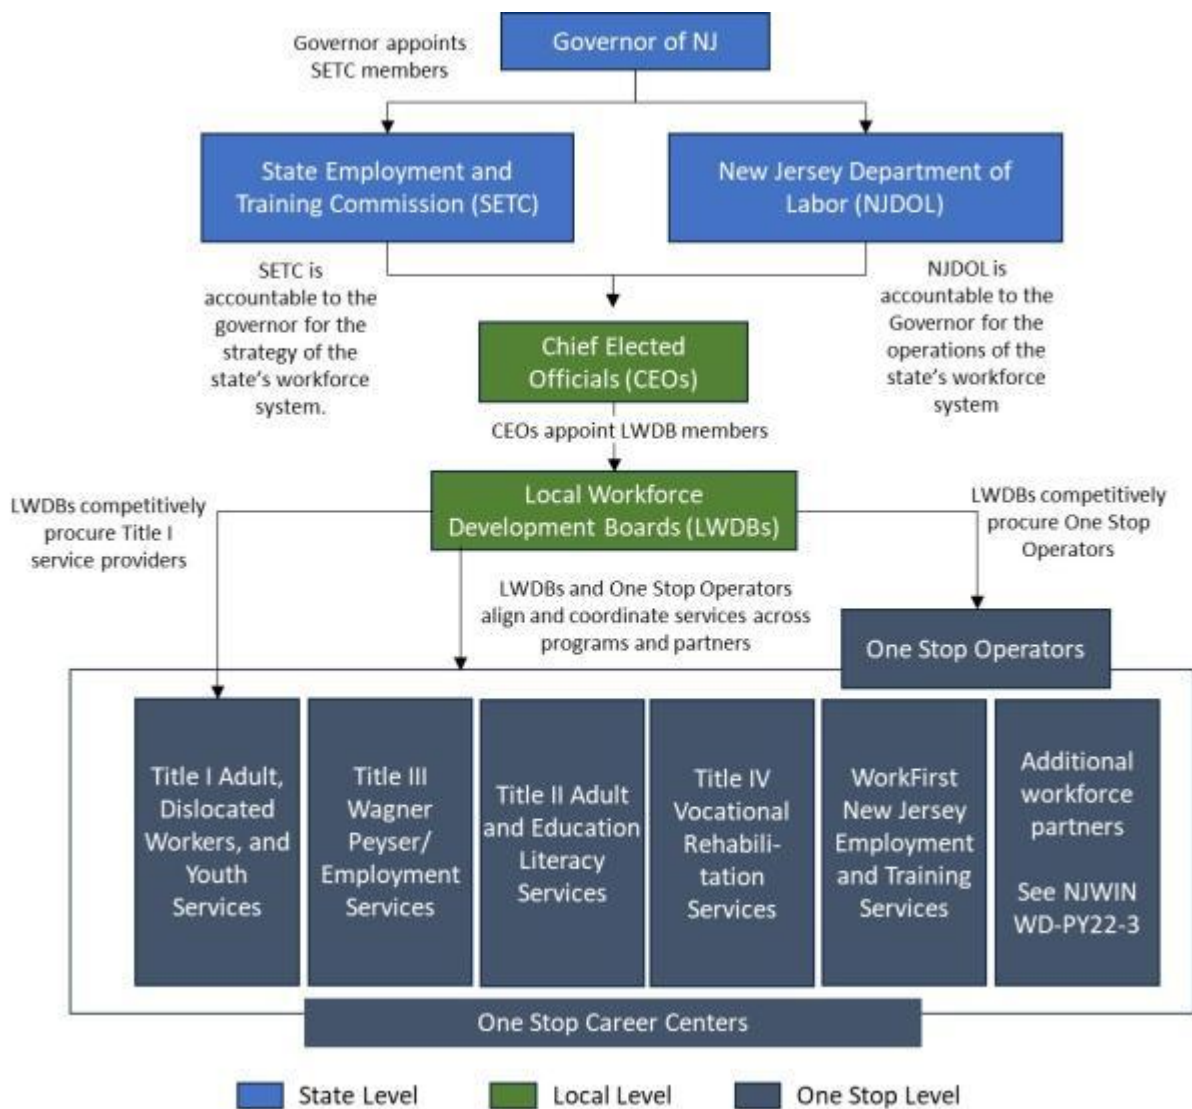 Governor of NJ
Governor appoints
SETC members
State Employment and
Training Commission (SETC)
New Jersey Department of
Labor (NJDOL)
SETC is
accountable to the
governor for the
strategy of the
state's workforce
system.
NJDOL is
accountable to the
Governor for the
operations of the
state's workforce
system
Chief Elected
Officials (CEOs)
CEOs appoint LWDB members
Local Workforce
Development Boards (LWDBs)
LWDBs competitively
procure Title I
service providers
LWDBs competitively
procure One Stop
Operators
LWDBs and One Stop Operators
align and coordinate services across
programs and partners
One Stop Operators
Title I Adult,
Dislocated
Workers, and
Youth
Services
Title III
Wagner
Peyser/
Employment
Services
Title II Adult
and Education
Literacy
Services
Title IV
Vocational
Rehabili-
tation
Services
WorkFirst
New Jersey
Employment
and Training
Services
Additional
workforce
partners
See NJWIN
WD-PY22-3
One Stop Career Centers
State Level
Local Level
One Stop Level